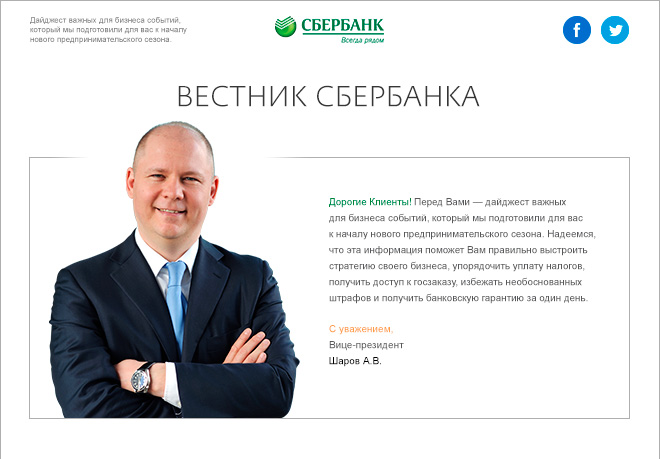 Дайджест важных для бизнеса событий,
который мы подготовили для вас к началу
нового предпринимательского сезона.
СБЕРБАНК
Всегда рядом
f
ВЕСТНИК СБЕРБАНКА
Дорогие Клиенты! Перед Вами — дайджест важных
для бизнеса событий, который мы подготовили для вас
к началу нового предпринимательского сезона. Надеемся,
что эта информация поможет Вам правильно выстроить
стратегию своего бизнеса, упорядочить уплату налогов,
получить доступ к госзаказу, избежать необоснованных
штрафов и получить банковскую гарантию за один день.
С уважением,
Вице-президент
Шаров А.В.